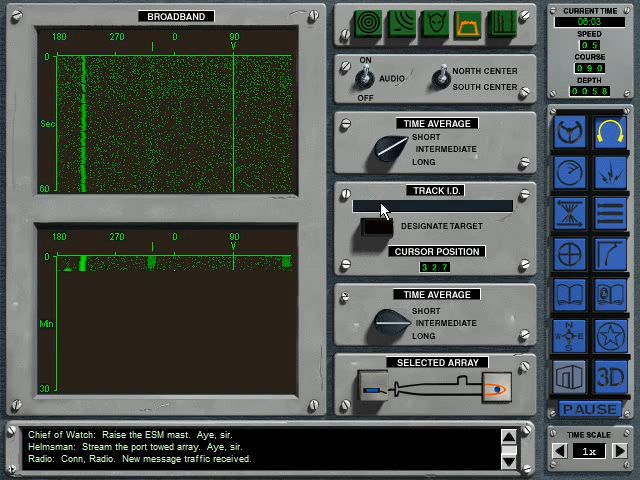 BROADBAND
180 270 0 90 180
V
0
Sec
60
180 270 0 90 180
V
0
Min
30
ON
AUDIO
OFF
NORTH CENTER
SOUTH CENTER
TIME AVERAGE
SHORT
INTERMEDIATE
LONG
TRACK I.D.
DESIGNATE TARGET
CURSOR POSITION
327
TIME AVERAGE
SHORT
INTERMEDIATE
LONG
SELECTED ARRAY
CURRENT TIME
06:03
SPEED
05
COURSE
090
DEPTH
0058
N
W E
S
3D
PAUSE
TIME SCALE
1x
Chief of Watch: Raise the ESM mast. Aye, sir.
Helmsman: Stream the port towed array. Aye, sir.
Radio: Conn, Radio. New message traffic received.